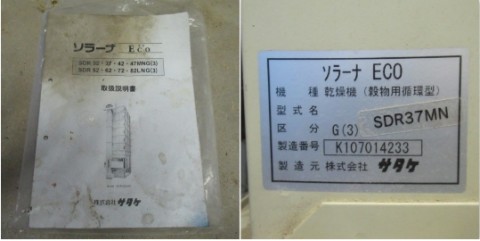 ソラーナ Eco
SDR 32・37・42・47MNG(3)
SDR 52・62・72・82LNG(3)
取扱説明書
株式会社 サタケ
ソラーナ ECO
機 種 乾燥機（穀物用循環型）
型式名 SDR37MN
区 分 G(3)
製造番号 K107014233
製造元 株式会社 サタケ